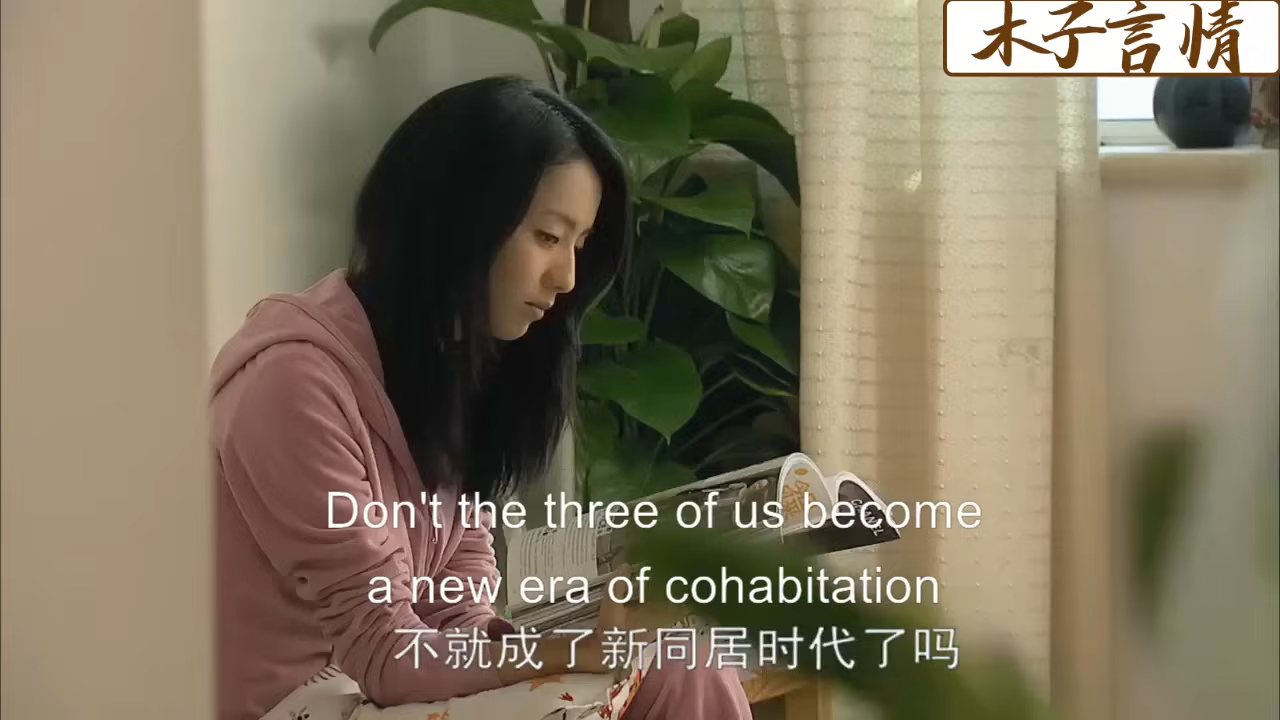 木子言情
Don't the three of us become
a new era of cohabitation
不就成了新同居时代了吗